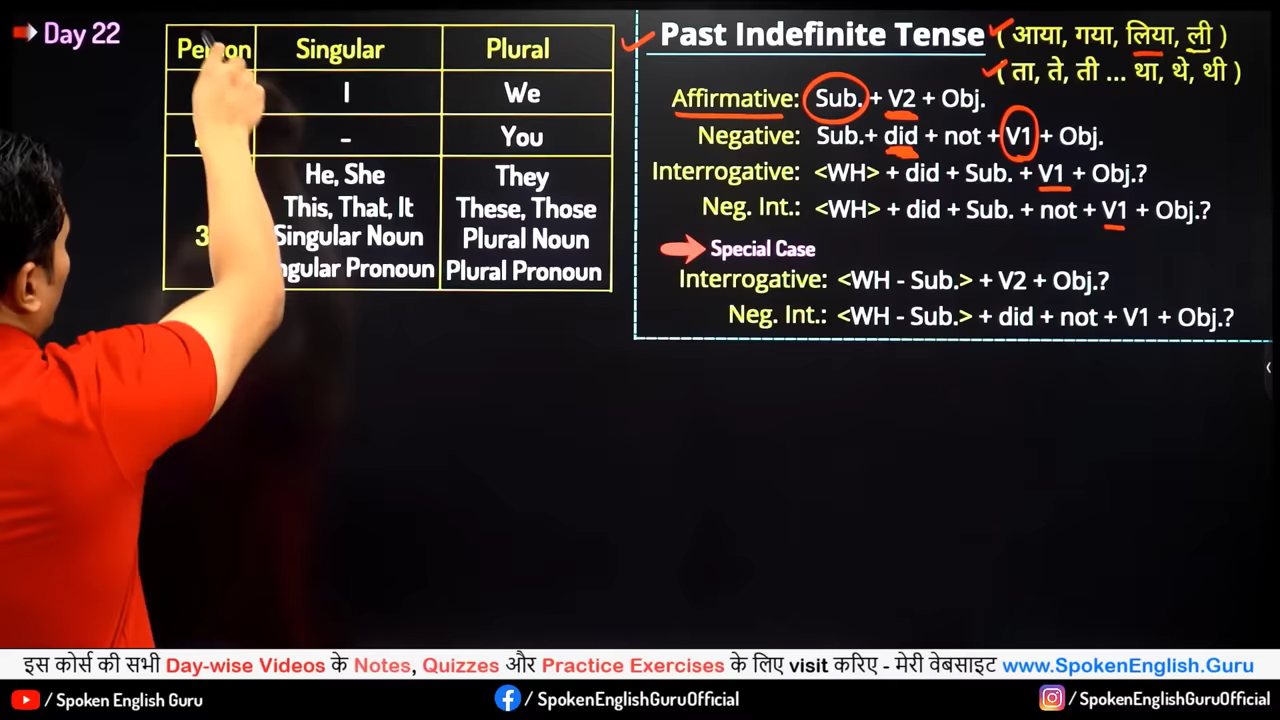 Day 22
Person Singular Plural
I We
- You
He, She They
This, That, It These, Those
3 Singular Noun Plural Noun
Singular Pronoun Plural Pronoun
Past Indefinite Tense ( आया, गया, लिया, ली )
( ता, ते, ती ... था, थे, थी )
Affirmative: Sub. + V2 + Obj.
Negative: Sub.+ did + not + V1 + Obj.
Interrogative: <WH> + did + Sub. + V1 + Obj.?
Neg. Int.: <WH> + did + Sub. + not + V1 + Obj.?
Special Case
Interrogative: <WH - Sub.> + V2 + Obj.?
Neg. Int.: <WH - Sub.> + did + not + V1 + Obj.?
इस कोर्स की सभी Day-wise Videos के Notes, Quizzes और Practice Exercises के लिए visit करिए - मेरी वेबसाइट www.SpokenEnglish.Guru
/ Spoken English Guru / SpokenEnglishGuruOfficial / SpokenEnglishGuruOfficial